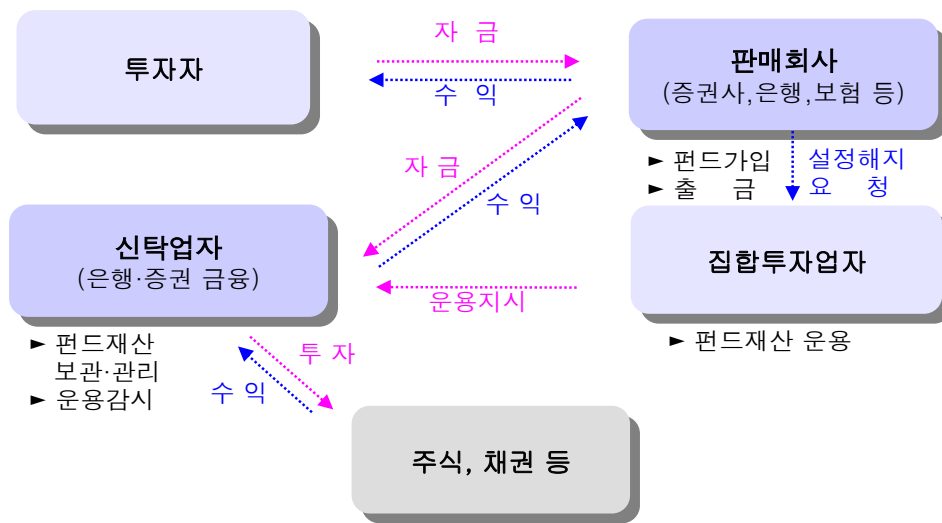 투자자
자 금
수 익
판매회사
(증권사,은행,보험 등)
► 펀드가입
► 출 금
설정해지
요 청
자 금
수 익
신탁업자
(은행·증권 금융)
집합투자업자
운용지시
► 펀드재산
보관·관리
► 운용감시
► 펀드재산 운용
투 자
수 익
주식, 채권 등